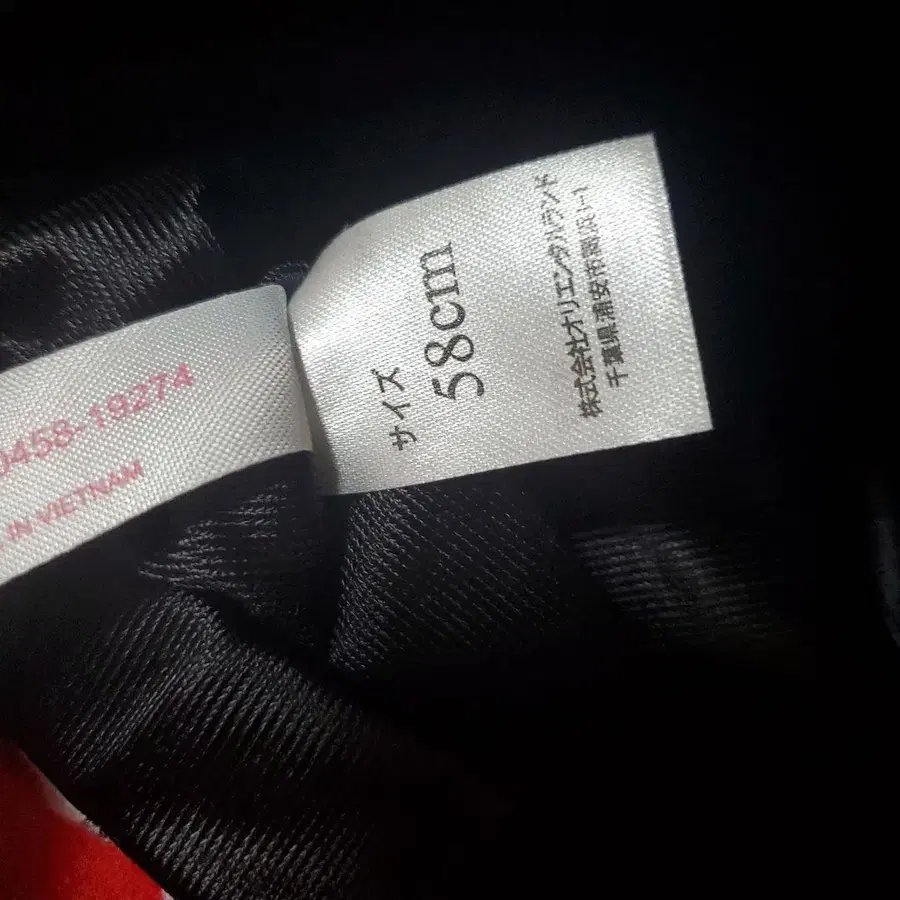 サイズ
58cm
株式会社オリエンタルランド
千葉県浦安市舞浜1-1
0458-19274
IN VIETNAM